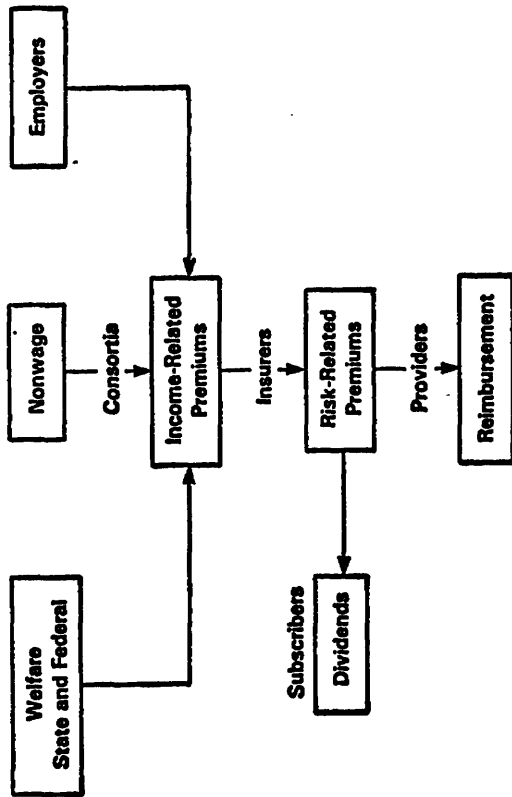 Welfare
State and Federal
Nonwage
Employers
Consortia
Income-Related
Premiums
Insurers
Subscribers
Dividends
Risk-Related
Premiums
Providers
Reimbursement